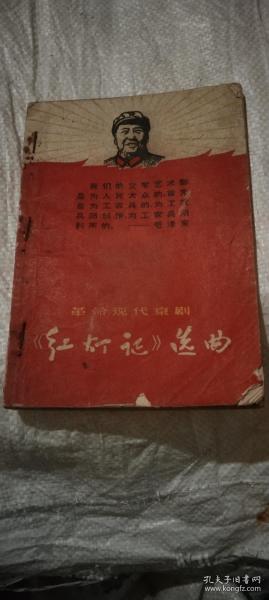 我们的文学艺术都
是为人民大众的，首先
是为工农兵的，为工农
兵而创作，为工农兵所
利用的。——毛泽东
革命现代京剧
《红灯记》选曲
孔夫子旧书网
kongfz.com